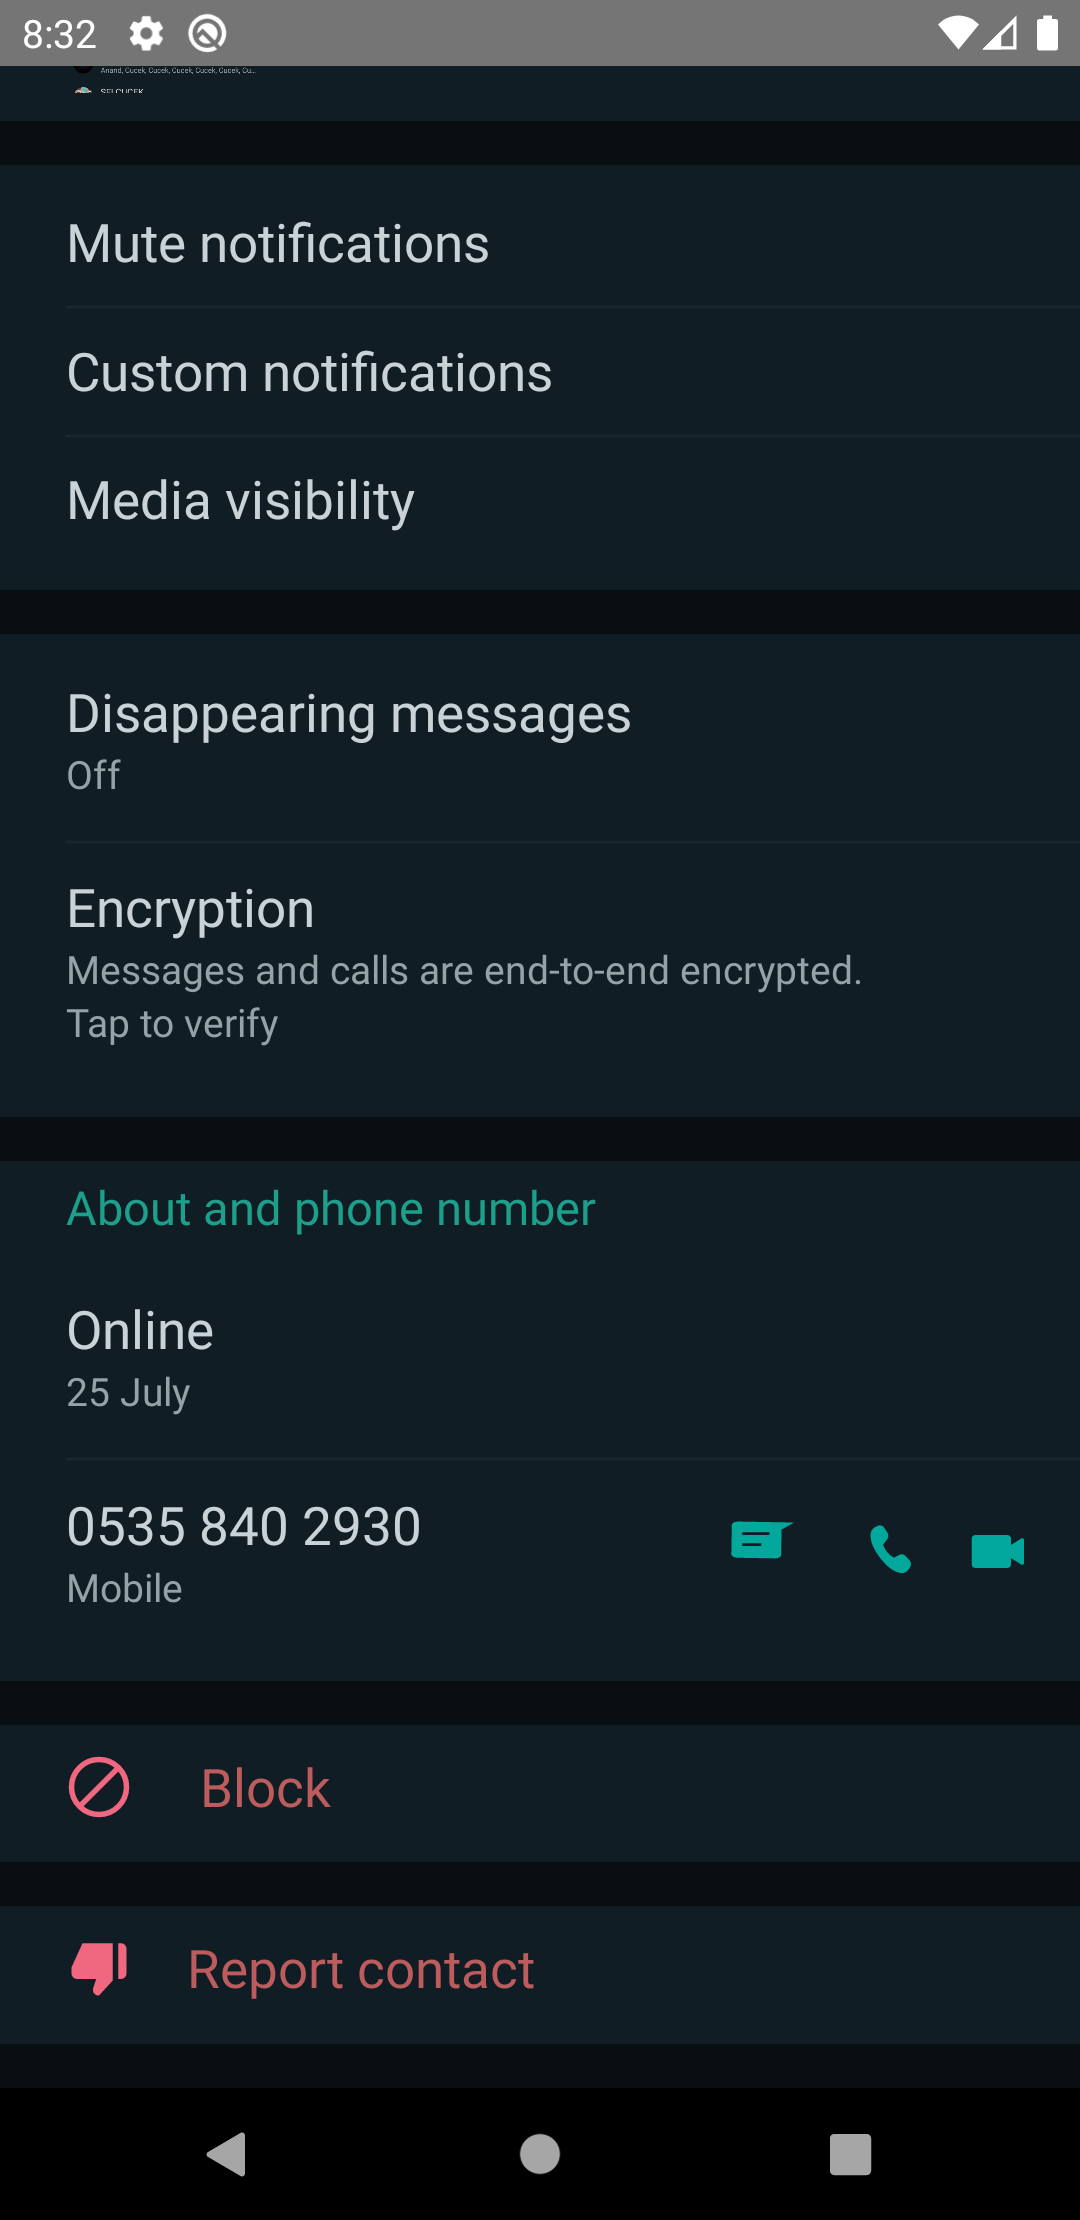 8:32
Anand, Cucek, Cucek, Cucek, Cucek, Cucek, Cu...
Mute notifications
Custom notifications
Media visibility
Disappearing messages
Off
Encryption
Messages and calls are end-to-end encrypted.
Tap to verify
About and phone number
Online
25 July
0535 840 2930
Mobile
Block
Report contact